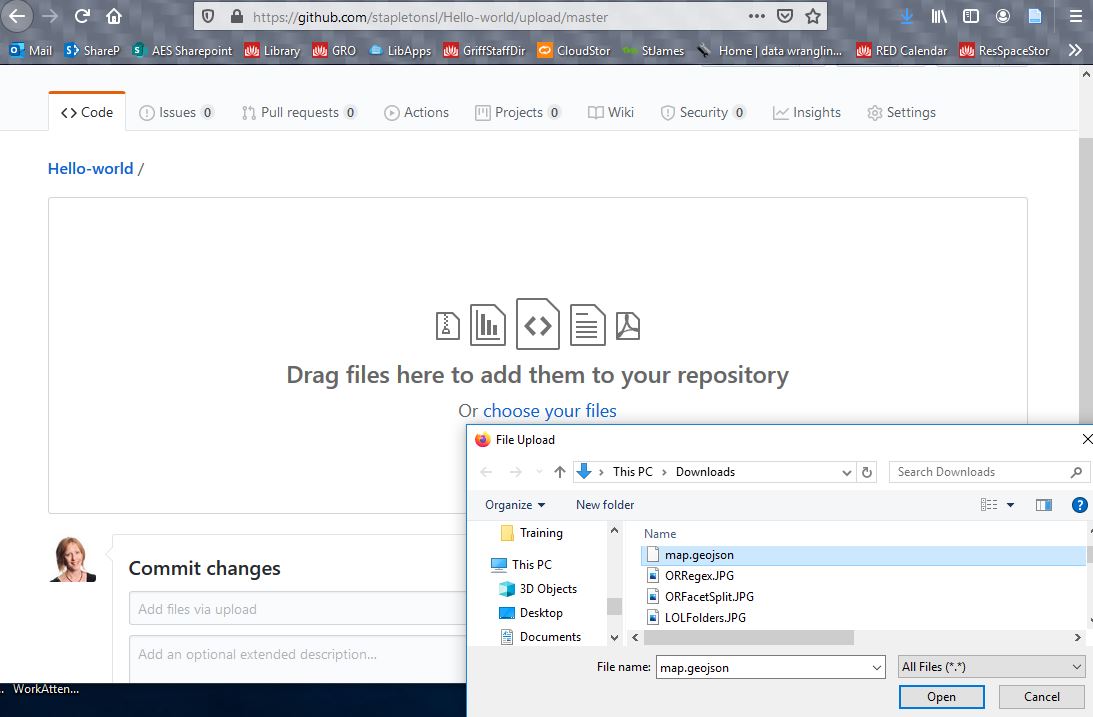 https://github.com/stapletonsl/Hello-world/upload/master
Mail SharePoint AES Sharepoint Library GRO LibApps GriffStaffDir CloudStor StJames Home | data wranglin... RED Calendar ResSpaceStor
<> Code Issues 0 Pull requests 0 Actions Projects 0 Wiki Security 0 Insights Settings
Hello-world /
Drag files here to add them to your repository
Or choose your files
File Upload
This PC > Downloads
Search Downloads
Organize New folder
Training
Name
This PC
map.geojson
3D Objects
ORRegex.JPG
Desktop
ORFacetSplit.JPG
Documents
LOLFolders.JPG
Commit changes
Add files via upload
Add an optional extended description...
File name: map.geojson All Files (*.*)
Open Cancel
.. WorkAtten...